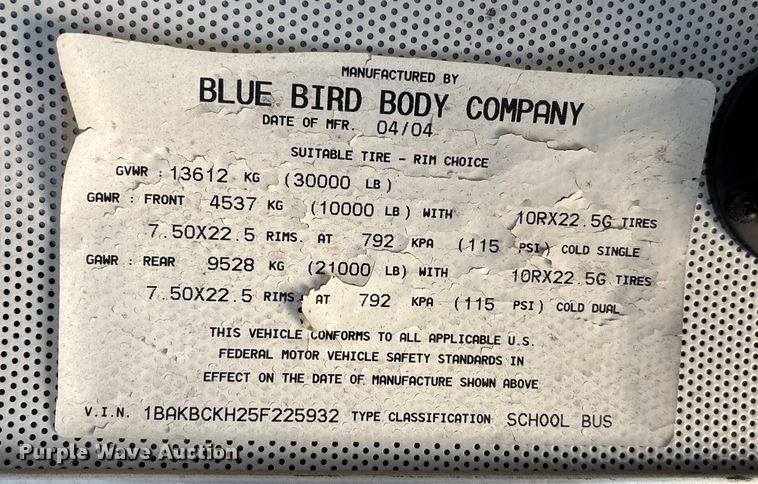 MANUFACTURED BY
BLUE BIRD BODY COMPANY
DATE OF MFR. 04/04
SUITABLE TIRE - RIM CHOICE
GVWR : 13612 KG (30000 LB)
GAWR : FRONT 4537 KG (10000 LB) WITH 10RX22.5G TIRES
7.50X22.5 RIMS. AT 792 KPA (115 PSI) COLD SINGLE
GAWR : REAR 9528 KG (21000 LB) WITH 10RX22.5G TIRES
7.50X22.5 RIMS. AT 792 KPA (115 PSI) COLD DUAL
THIS VEHICLE CONFORMS TO ALL APPLICABLE U.S.
FEDERAL MOTOR VEHICLE SAFETY STANDARDS IN
EFFECT ON THE DATE OF MANUFACTURE SHOWN ABOVE
V.I.N. 1BAKBCKH25F225932 TYPE CLASSIFICATION SCHOOL BUS
Purple Wave Auction